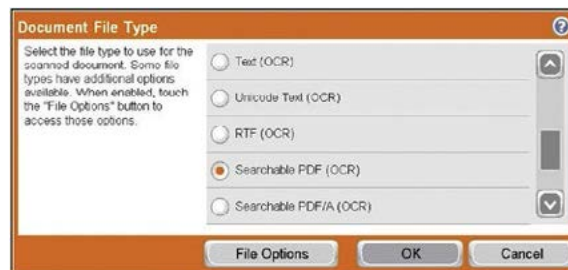 Document File Type
Select the file type to use for the
scanned document. Some file
types have additional options
available. When enabled, touch
the "File Options" button to
access those options.
Text (OCR)
Unicode Text (OCR)
RTF (OCR)
Searchable PDF (OCR)
Searchable PDF/A (OCR)
File Options
OK
Cancel